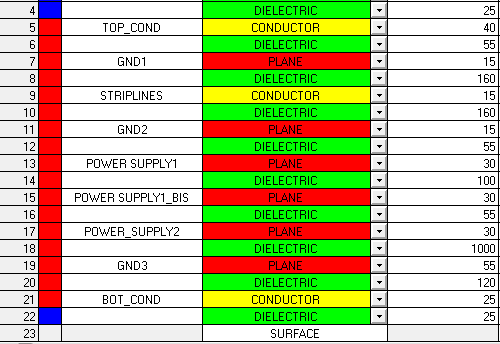 4 DIELECTRIC 25
5 TOP_COND CONDUCTOR 40
6 DIELECTRIC 55
7 GND1 PLANE 15
8 DIELECTRIC 160
9 STRIPLINES CONDUCTOR 15
10 DIELECTRIC 160
11 GND2 PLANE 15
12 DIELECTRIC 55
13 POWER SUPPLY1 PLANE 30
14 DIELECTRIC 100
15 POWER SUPPLY1_BIS PLANE 30
16 DIELECTRIC 55
17 POWER_SUPPLY2 PLANE 30
18 DIELECTRIC 1000
19 GND3 PLANE 55
20 DIELECTRIC 120
21 BOT_COND CONDUCTOR 25
22 DIELECTRIC 25
23 SURFACE